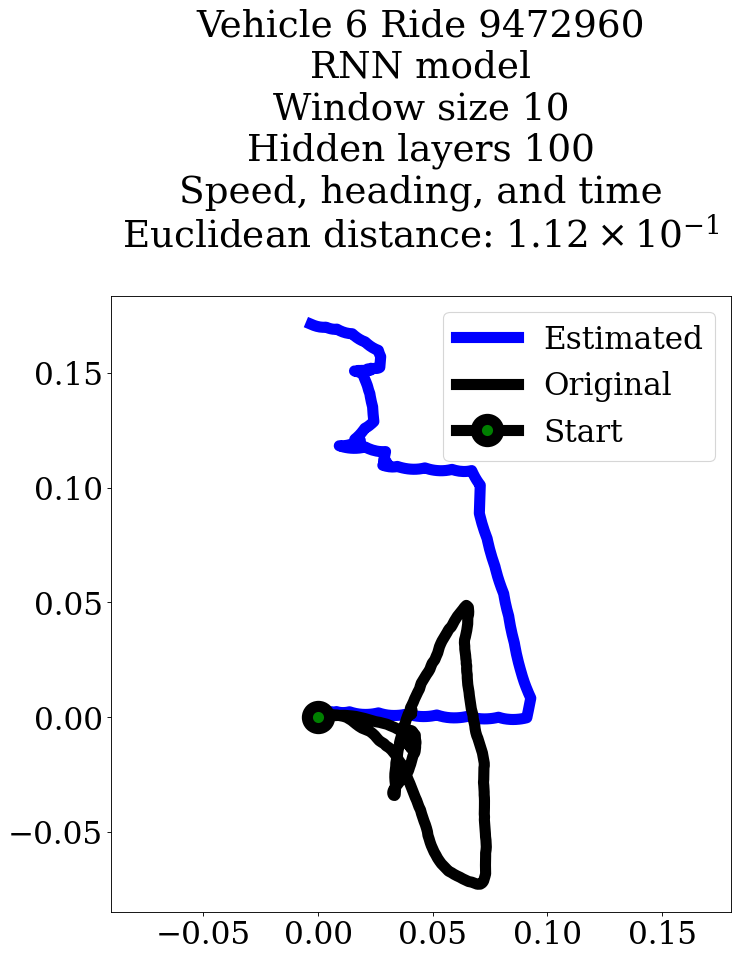 Vehicle 6 Ride 9472960
RNN model
Window size 10
Hidden layers 100
Speed, heading, and time
Euclidean distance: 1.12 × 10⁻¹
Estimated
Original
Start
0.15
0.10
0.05
0.00
−0.05
−0.05 0.00 0.05 0.10 0.15